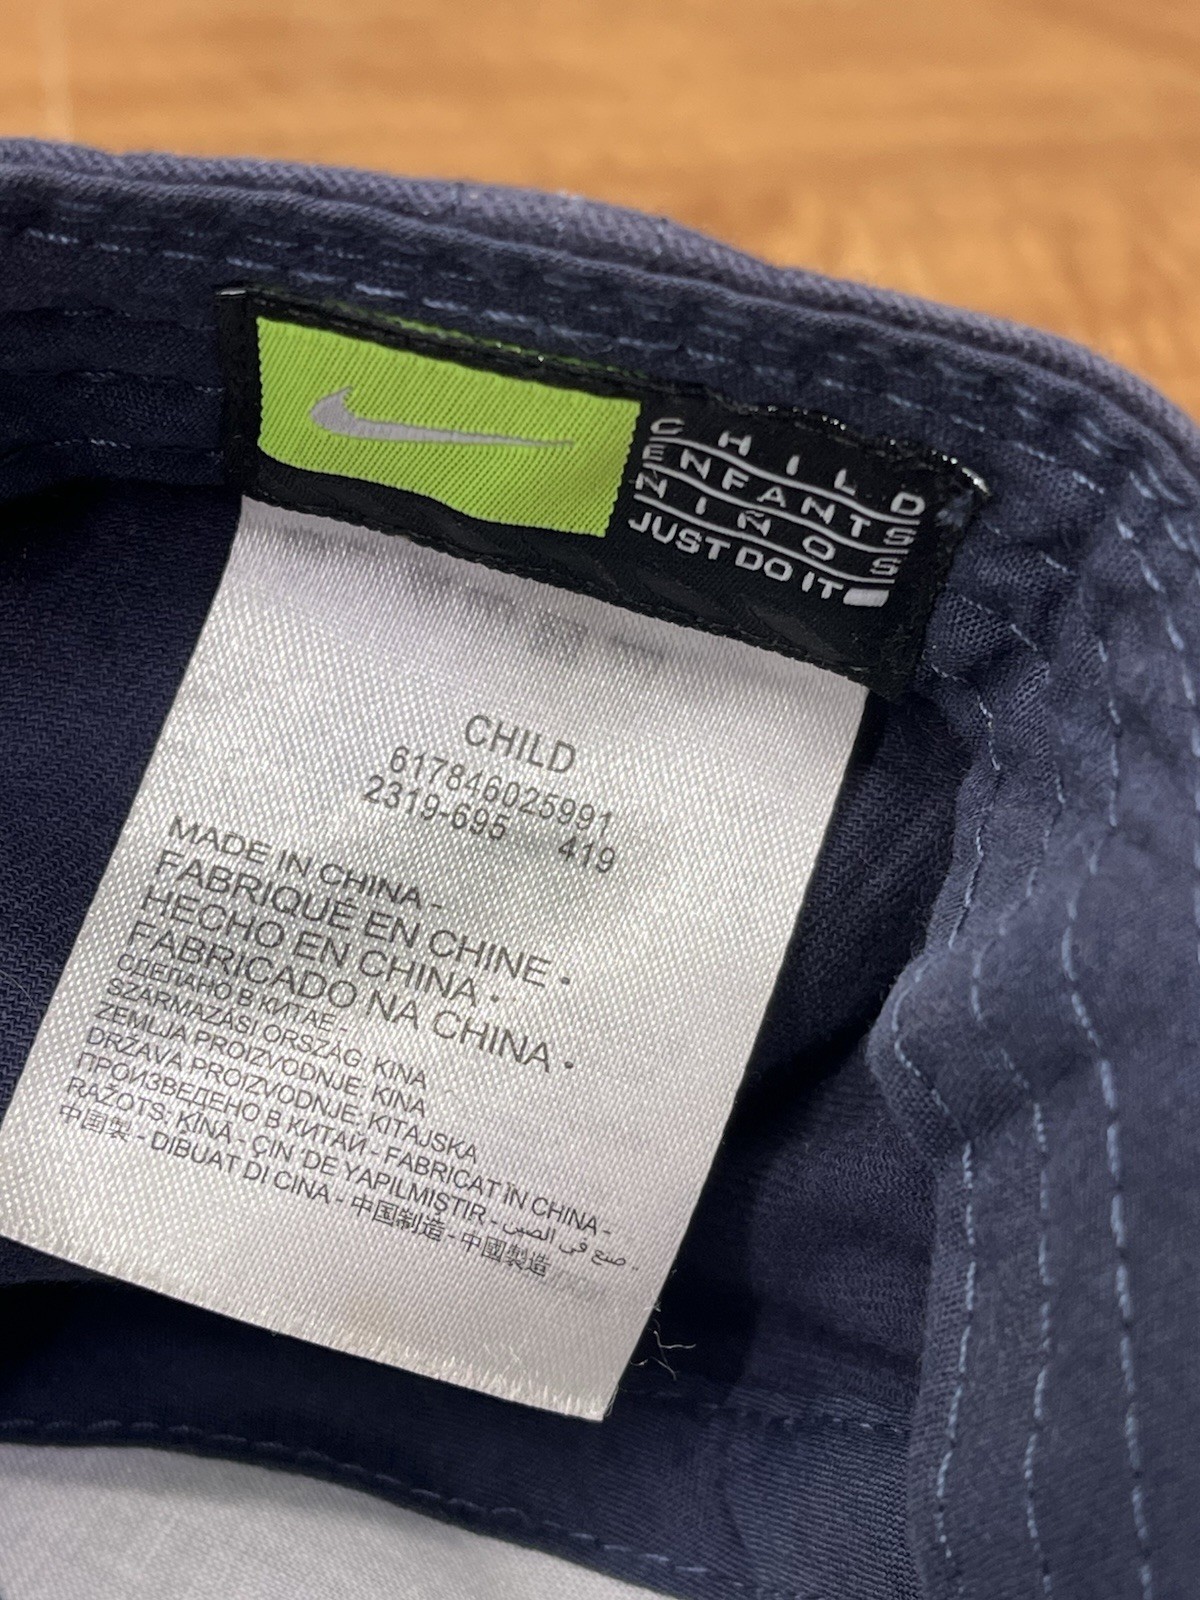 CHILD
ENFANTS
NIÑOS
JUST DO IT
CHILD
617846025991
2319-695 419
MADE IN CHINA -
FABRIQUÉ EN CHINE •
HECHO EN CHINA •
FABRICADO NA CHINA •
СДЕЛАНО В КИТАЕ -
SZÁRMAZÁSI ORSZÁG: KINA
ZEMLJA PROIZVODNJE: KINA
DRŽAVA PROIZVODNJE: KITAJSKA
ПРОИЗВЕДЕНО В КИТАЙ - FABRICAT ÎN CHINA -
RAŽOTS: ĶĪNĀ - ÇIN 'DE YAPILMIŞTIR - صنع في الصين -
中国製 - DIBUAT DI CINA - 中国制造 - 中國製造